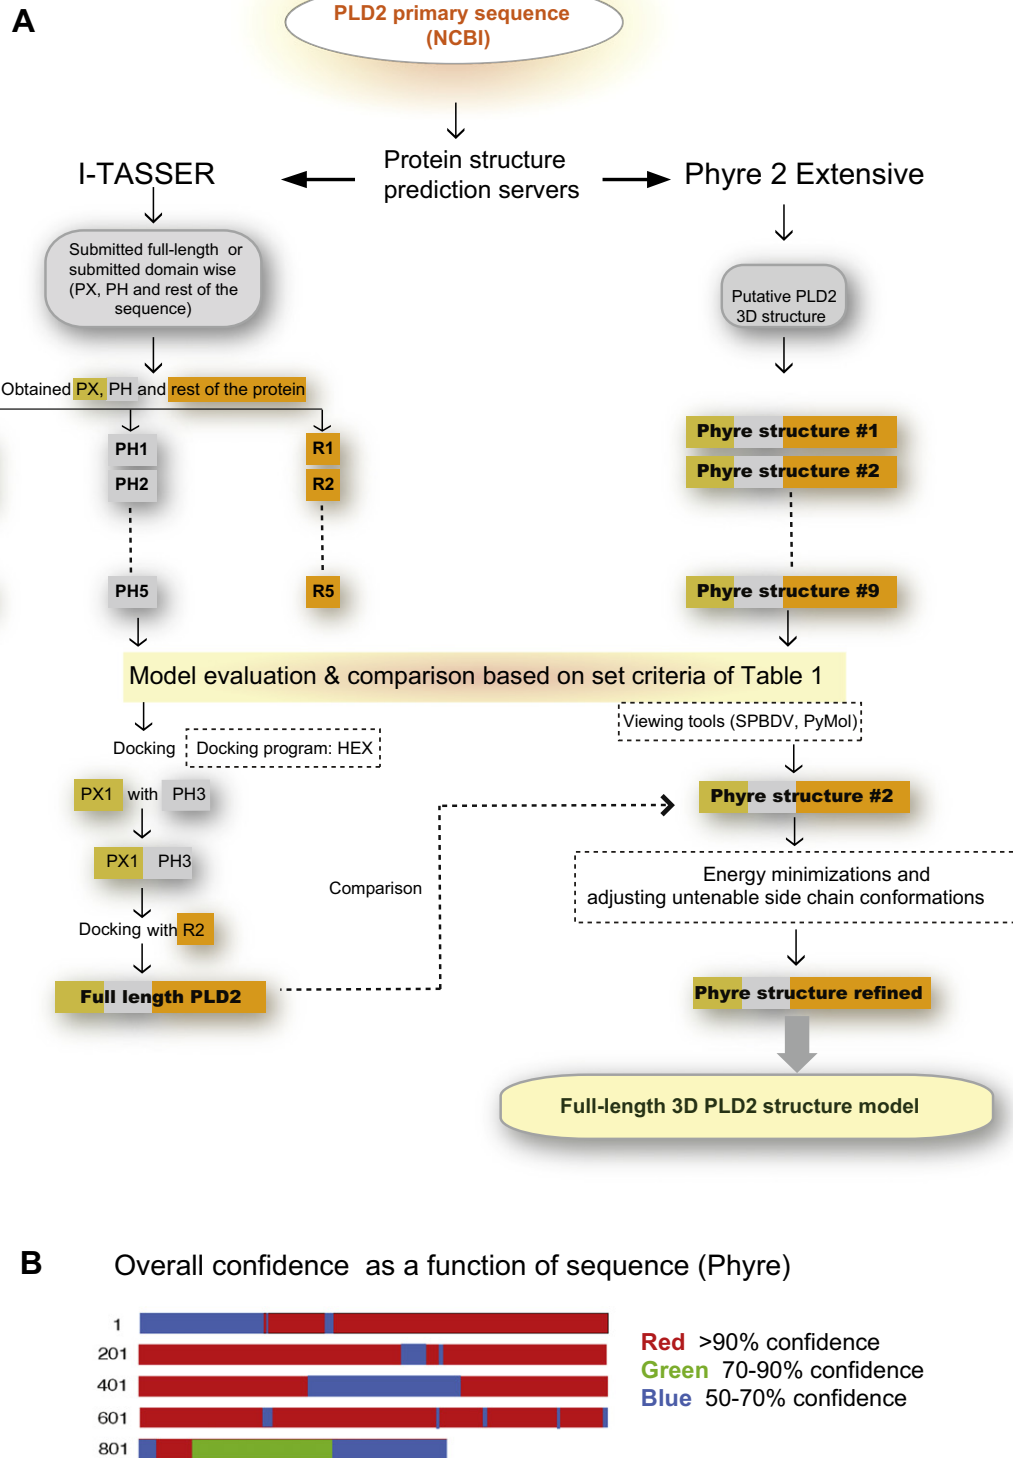 A
PLD2 primary sequence
(NCBI)
I-TASSER
Protein structure
prediction servers
Phyre 2 Extensive
Submitted full-length or
submitted domain wise
(PX, PH and rest of the
sequence)
Putative PLD2
3D structure
Obtained PX, PH and rest of the protein
PH1
PH2
PH5
R1
R2
R5
Phyre structure #1
Phyre structure #2
Phyre structure #9
Model evaluation & comparison based on set criteria of Table 1
Docking
Docking program: HEX
Viewing tools (SPBDV, PyMol)
PX1 with PH3
PX1 PH3
Docking with R2
Full length PLD2
Comparison
Phyre structure #2
Energy minimizations and
adjusting untenable side chain conformations
Phyre structure refined
Full-length 3D PLD2 structure model
B
Overall confidence as a function of sequence (Phyre)
1
201
401
601
801
Red >90% confidence
Green 70-90% confidence
Blue 50-70% confidence